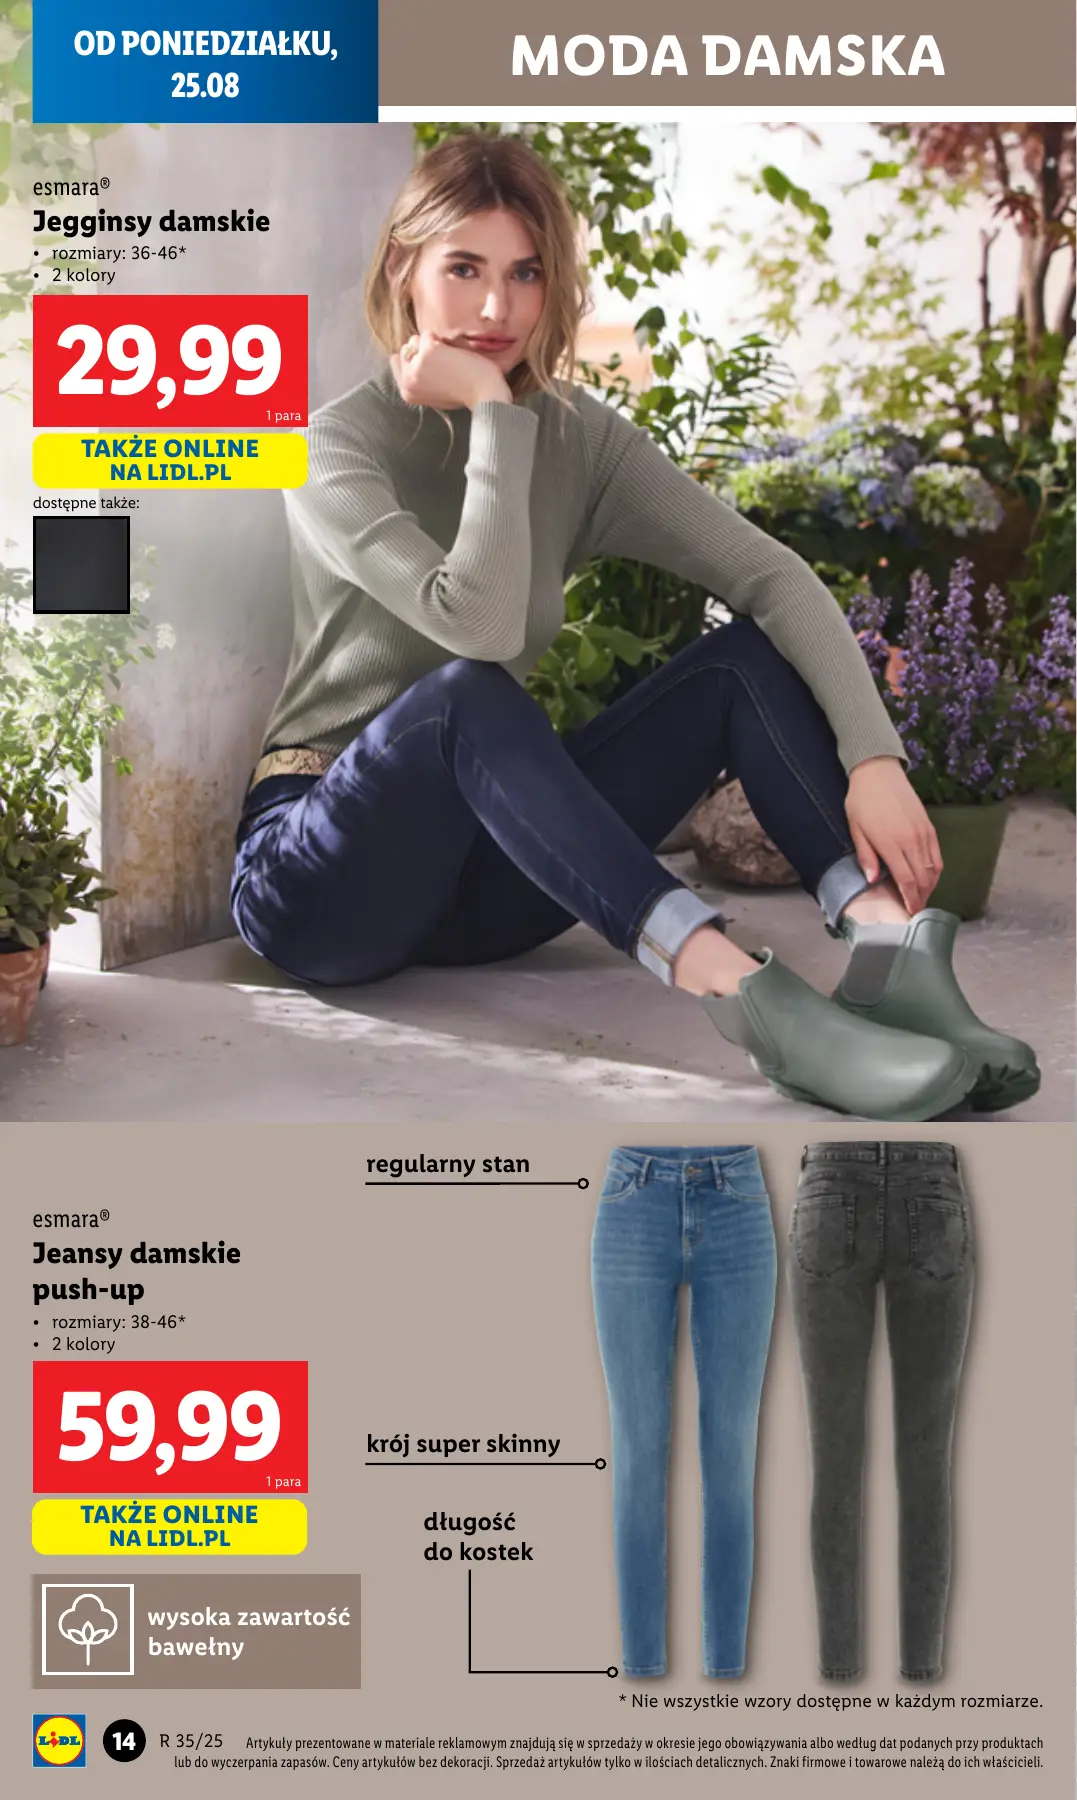 OD PONIEDZIAŁKU,
25.08
MODA DAMSKA
esmara®
Jegginsy damskie
• rozmiary: 36-46*
• 2 kolory
29,99
1 para
TAKŻE ONLINE
NA LIDL.PL
dostępne także:
regularny stan
esmara®
Jeansy damskie
push-up
• rozmiary: 38-46*
• 2 kolory
59,99
1 para
TAKŻE ONLINE
NA LIDL.PL
krój super skinny
długość
do kostek
wysoka zawartość
bawełny
* Nie wszystkie wzory dostępne w każdym rozmiarze.
LIDL
14
R 35/25
Artykuły prezentowane w materiale reklamowym znajdują się w sprzedaży w okresie jego obowiązywania albo według dat podanych przy produktach
lub do wyczerpania zapasów. Ceny artykułów bez dekoracji. Sprzedaż artykułów tylko w ilościach detalicznych. Znaki firmowe i towarowe należą do ich właścicieli.